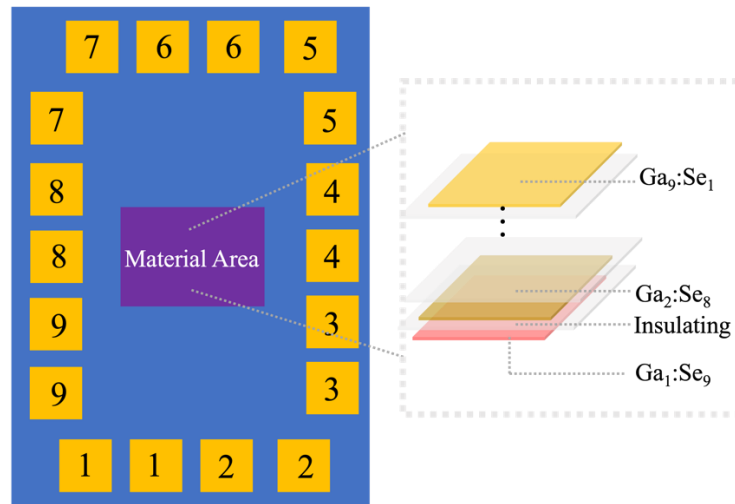 7 6 6 5
7 5
8 4
Material Area
8 4
9 3
9 3
1 1 2 2
Ga₉:Se₁
Ga₂:Se₈
Insulating
Ga₁:Se₉